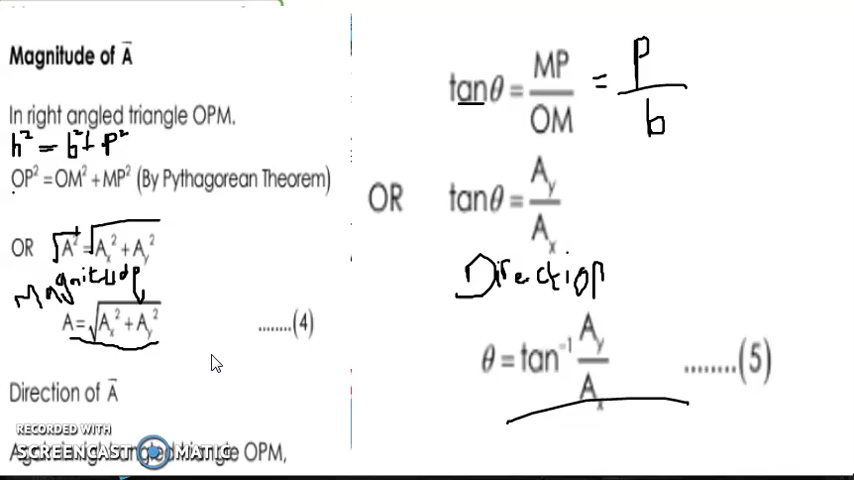 Magnitude of A̅
In right angled triangle OPM.
h² = b² + P²
OP² = OM² + MP² (By Pythagorean Theorem)
OR √A² = √Aₓ² + Aᵧ²
Magnitude
A = √Aₓ² + Aᵧ² ........(4)
Direction of A̅
RECORDED WITH
SCREENCAST MATIC
triangle OPM,
tanθ = MP/OM = P/b
OR tanθ = Aᵧ/Aₓ
Direction
θ = tan⁻¹ Aᵧ/Aₓ ........(5)